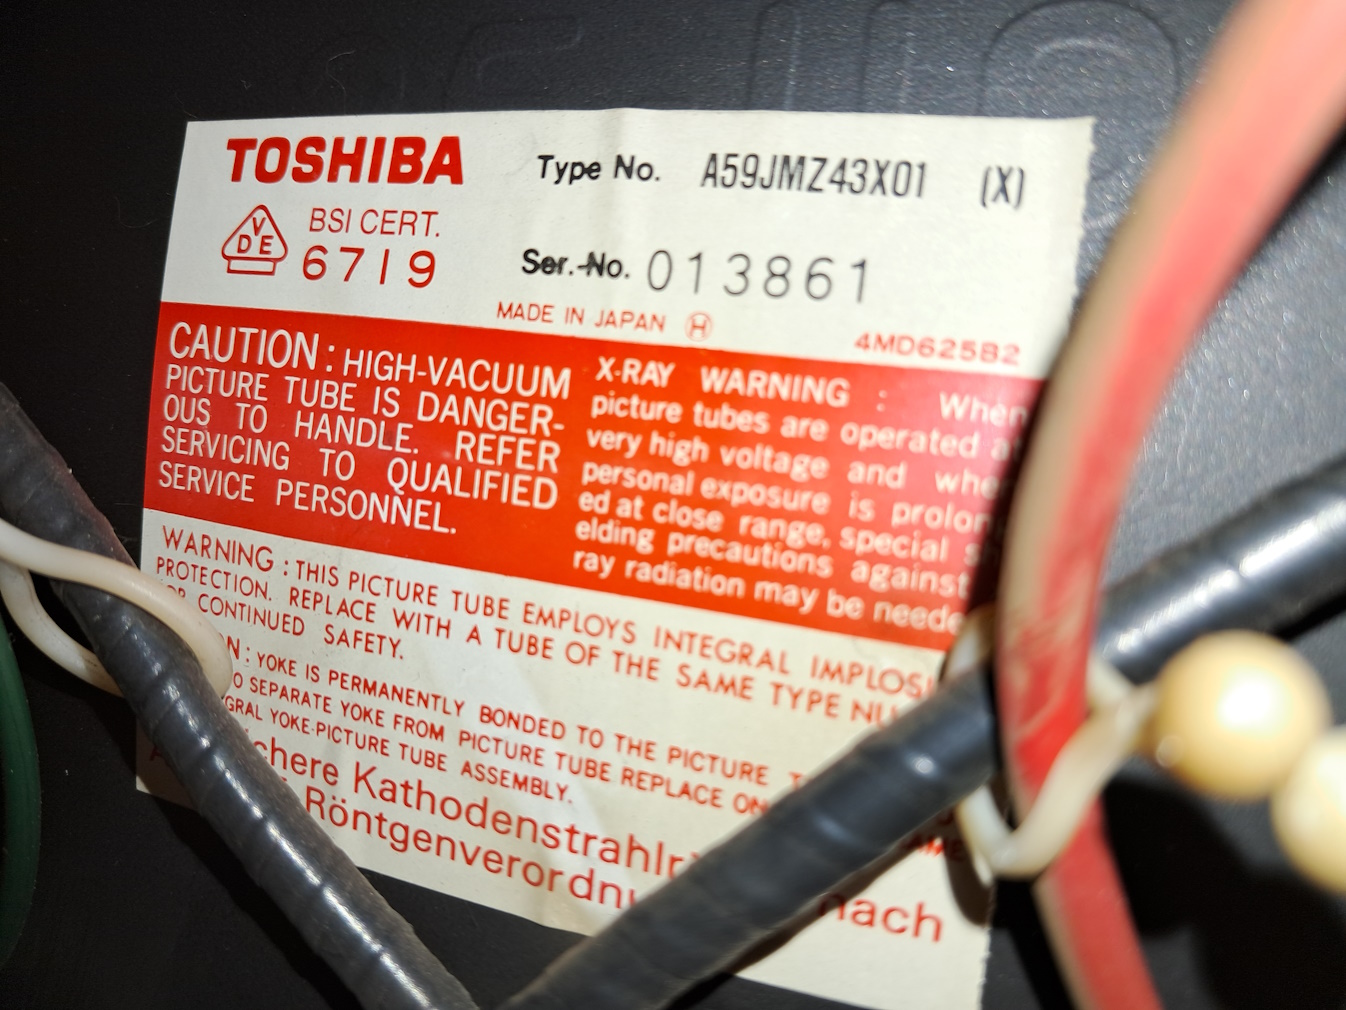 TOSHIBA
Type No. A59JMZ43X01 (X)
VDE
BSI CERT.
6719
Ser.-No. 013861
MADE IN JAPAN H
4MD62582
CAUTION : HIGH-VACUUM
PICTURE TUBE IS DANGER-
OUS TO HANDLE. REFER
SERVICING TO QUALIFIED
SERVICE PERSONNEL.
X-RAY WARNING : When
picture tubes are operated at
very high voltage and
personal exposure is
ed at close range, special
elding precautions against
ray radiation may be
WARNING : THIS PICTURE TUBE EMPLOYS INTEGRAL
PROTECTION. REPLACE WITH A TUBE OF THE SAME TYPE
FOR CONTINUED SAFETY.
: YOKE IS PERMANENTLY BONDED TO THE PICTURE
SEPARATE YOKE FROM PICTURE TUBE REPLACE
YOKE-PICTURE TUBE ASSEMBLY.
nach